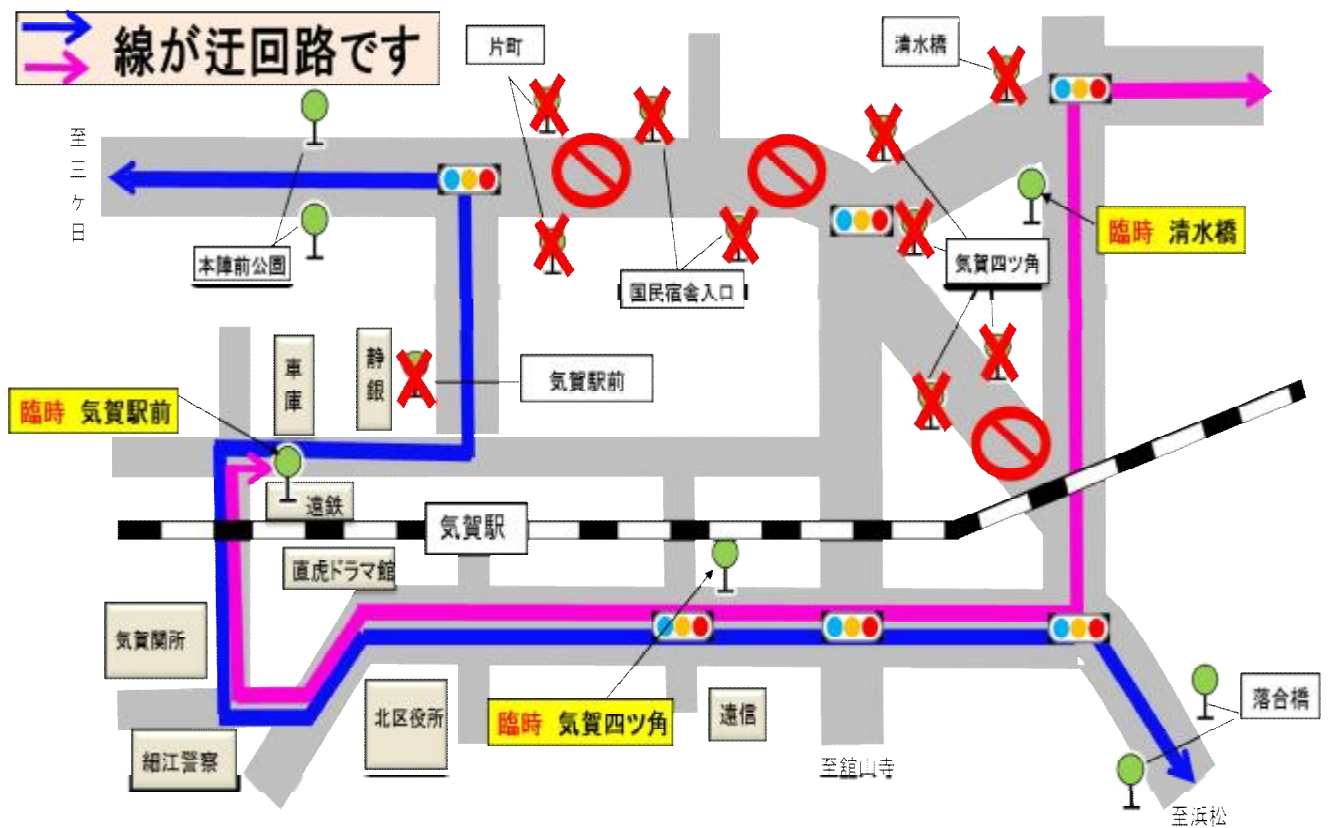 線が迂回路です
片町
清水橋
至三ケ日
本陣前公園
国民宿舎入口
気賀四ツ角
臨時 清水橋
車庫
静銀
気賀駅前
臨時 気賀駅前
遠鉄
気賀駅
直虎ドラマ館
気賀関所
北区役所
臨時 気賀四ツ角
遠信
落合橋
細江警察
至舘山寺
至浜松